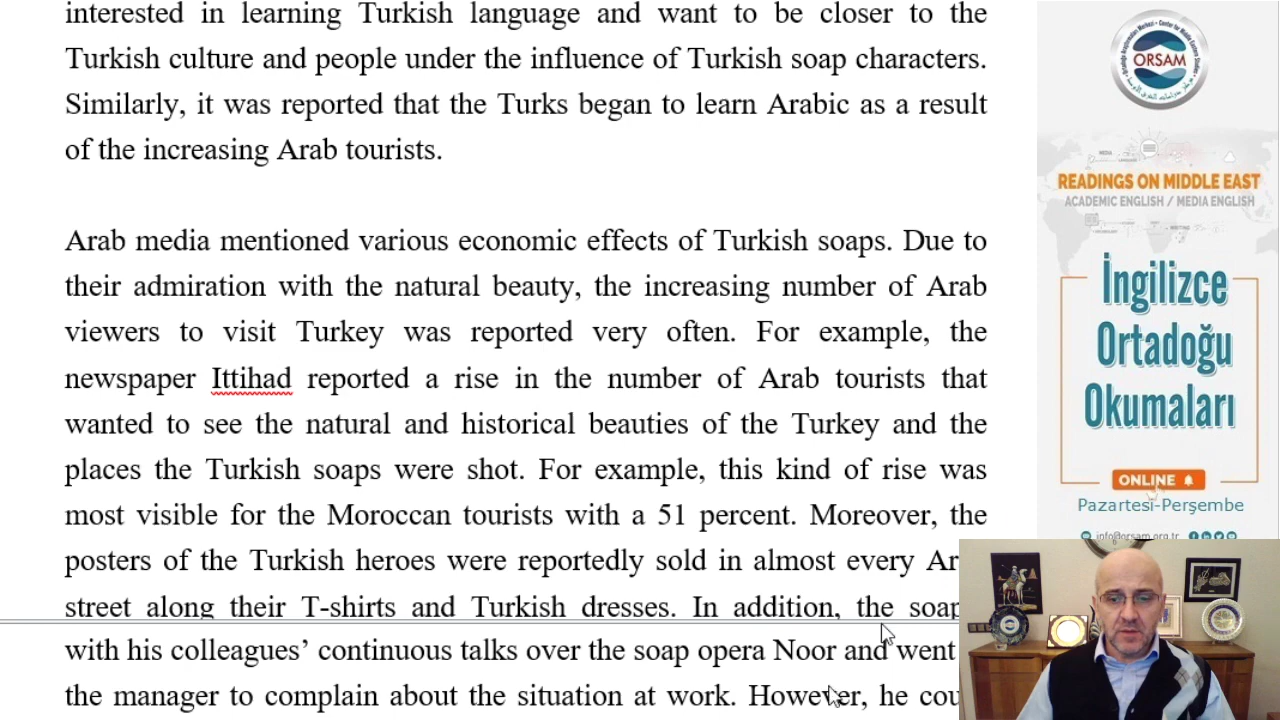 interested in learning Turkish language and want to be closer to the
Turkish culture and people under the influence of Turkish soap characters.
Similarly, it was reported that the Turks began to learn Arabic as a result
of the increasing Arab tourists.
Arab media mentioned various economic effects of Turkish soaps. Due to
their admiration with the natural beauty, the increasing number of Arab
viewers to visit Turkey was reported very often. For example, the
newspaper Ittihad reported a rise in the number of Arab tourists that
wanted to see the natural and historical beauties of the Turkey and the
places the Turkish soaps were shot. For example, this kind of rise was
most visible for the Moroccan tourists with a 51 percent. Moreover, the
posters of the Turkish heroes were reportedly sold in almost every
street along their T-shirts and Turkish dresses. In addition, the
with his colleagues’ continuous talks over the soap opera Noor and went
the manager to complain about the situation at work. However, he
ORSAM
READINGS ON MIDDLE EAST
ACADEMIC ENGLISH / MEDIA ENGLISH
İngilizce
Ortadoğu
Okumaları
ONLINE
Pazartesi-Perşembe
info@orsam.org.tr